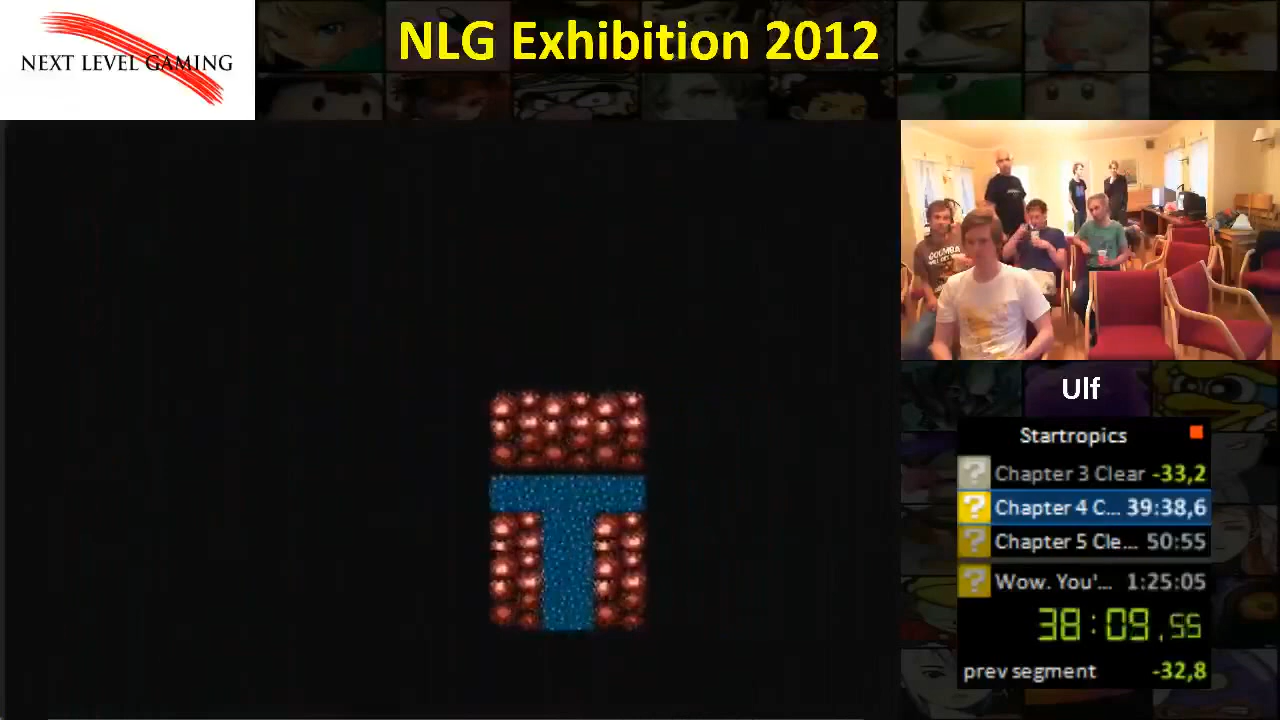 NEXT LEVEL GAMING
NLG Exhibition 2012
Ulf
Startropics
Chapter 3 Clear -33,2
Chapter 4 C... 39:38,6
Chapter 5 Cle... 50:55
Wow. You'... 1:25:05
38:09,55
prev segment -32,8